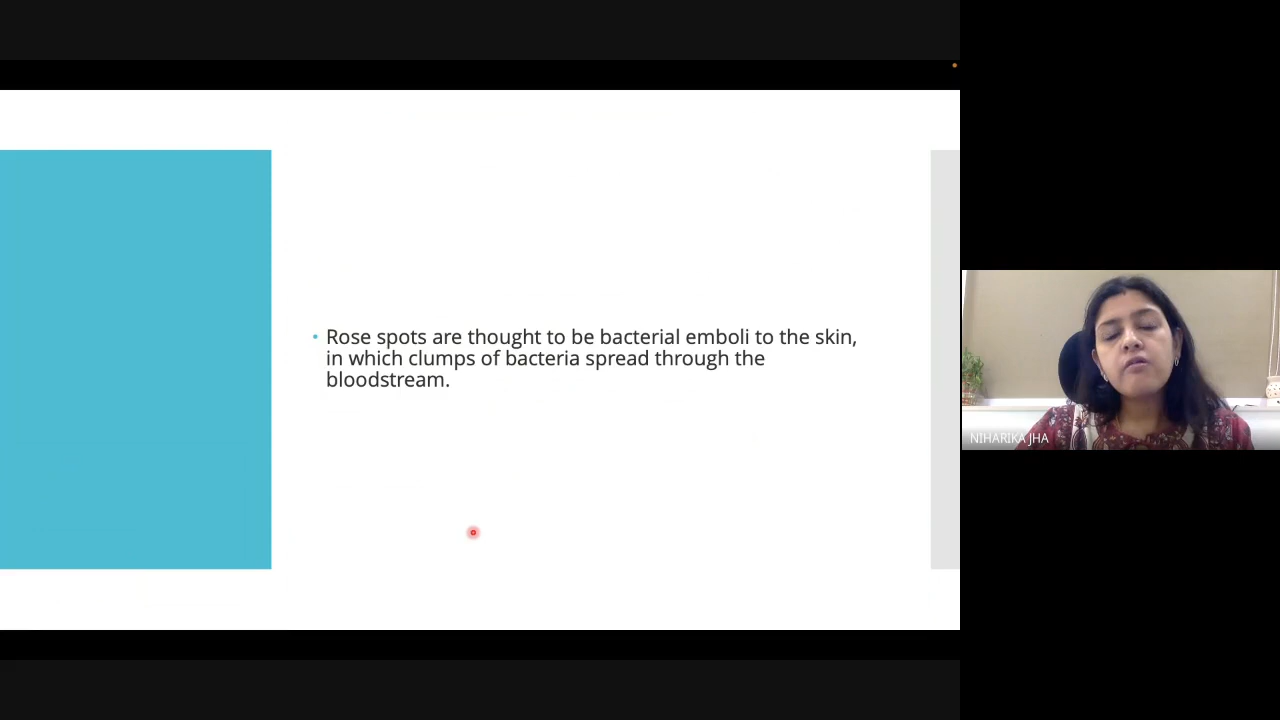 • Rose spots are thought to be bacterial emboli to the skin,
in which clumps of bacteria spread through the
bloodstream.
NIHARIKA JHA